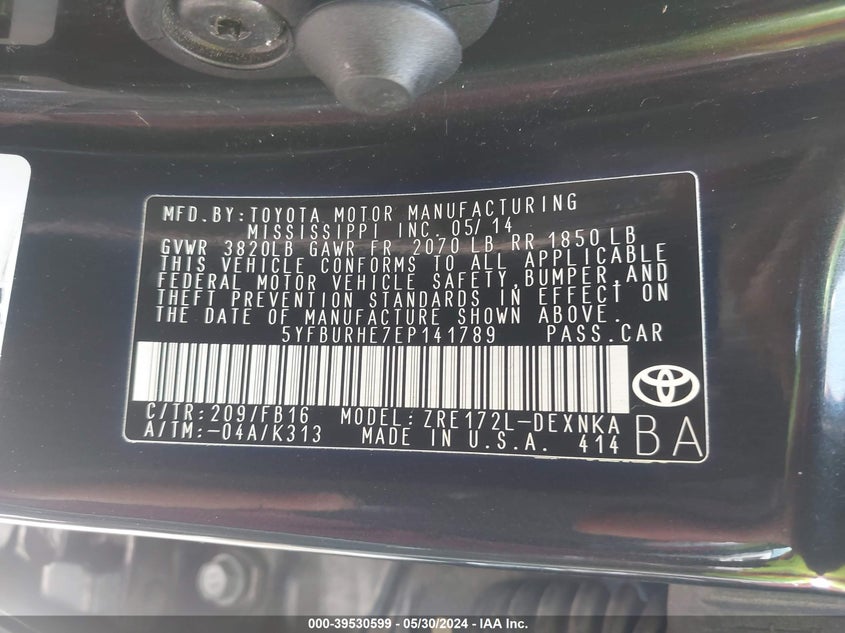 MFD.BY:TOYOTA MOTOR MANUFACTURING
MISSISSIPPI INC. 05/14
GVWR 3820LB GAWR FR 2070 LB RR 1850 LB
THIS VEHICLE CONFORMS TO ALL APPLICABLE
FEDERAL MOTOR VEHICLE SAFETY,BUMPER,AND
THEFT PREVENTION STANDARDS IN EFFECT ON
THE DATE OF MANUFACTURE SHOWN ABOVE.
5YFBURHE7EP141789 PASS.CAR
C/TR:209/FB16 MODEL:ZRE172L-DEXNKA
A/TM:-04A/K313 MADE IN U.S.A. 414
BA
000-39530599 - 05/30/2024 - IAA Inc.